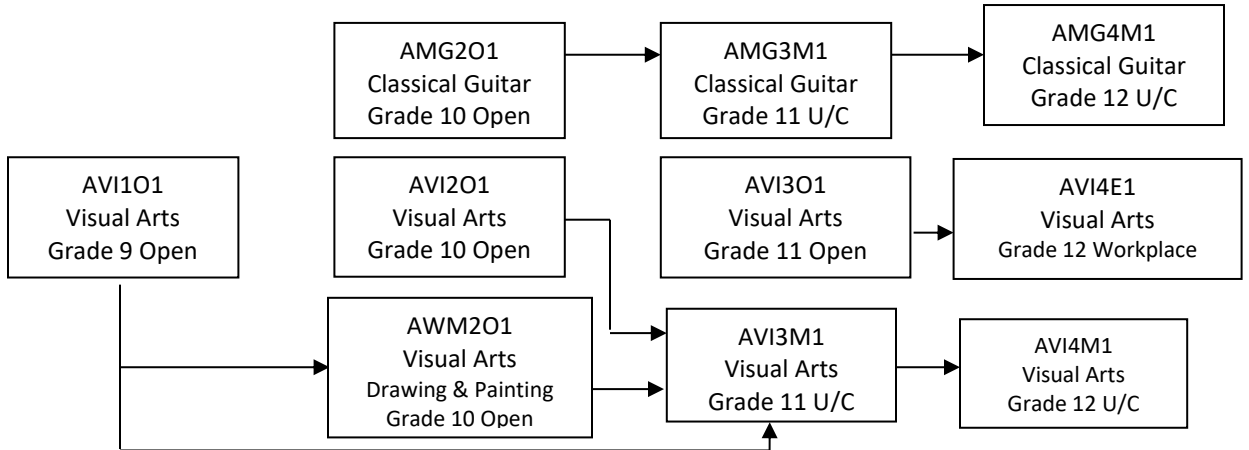 AMG2O1
Classical Guitar
Grade 10 Open
AMG3M1
Classical Guitar
Grade 11 U/C
AMG4M1
Classical Guitar
Grade 12 U/C
AVI1O1
Visual Arts
Grade 9 Open
AVI2O1
Visual Arts
Grade 10 Open
AVI3O1
Visual Arts
Grade 11 Open
AVI4E1
Visual Arts
Grade 12 Workplace
AWM2O1
Visual Arts
Drawing & Painting
Grade 10 Open
AVI3M1
Visual Arts
Grade 11 U/C
AVI4M1
Visual Arts
Grade 12 U/C